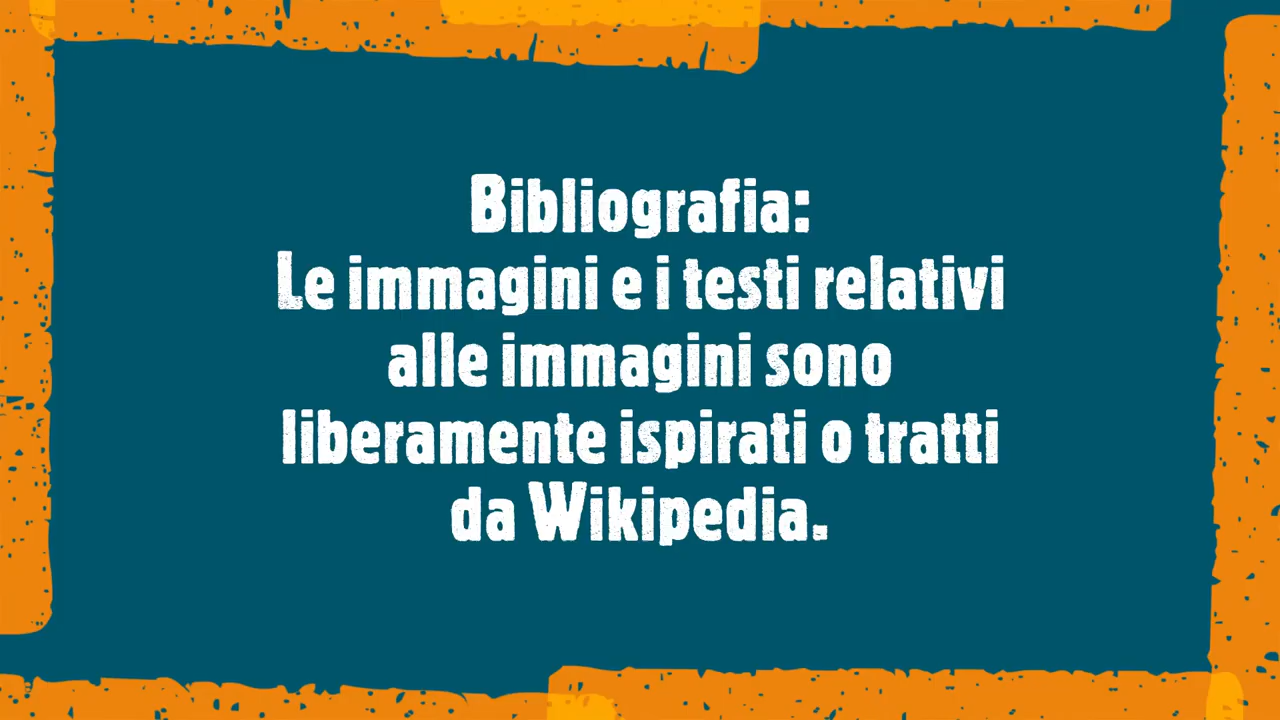 Bibliografia:
Le immagini e i testi relativi
alle immagini sono
liberamente ispirati o tratti
da Wikipedia.